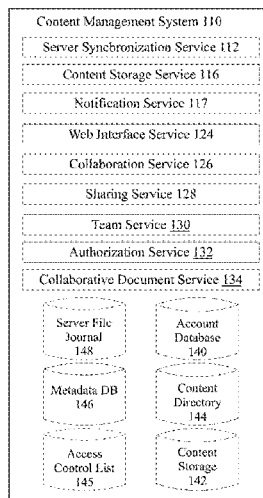 Content Management System 110
Server Synchronization Service 112
Content Storage Service 116
Notification Service 117
Web Interface Service 124
Collaboration Service 126
Sharing Service 128
Team Service 130
Authorization Service 132
Collaborative Document Service 134
Server File
Journal
148
Account
Database
140
Metadata DB
146
Content
Directory
144
Access
Control List
145
Content
Storage
142